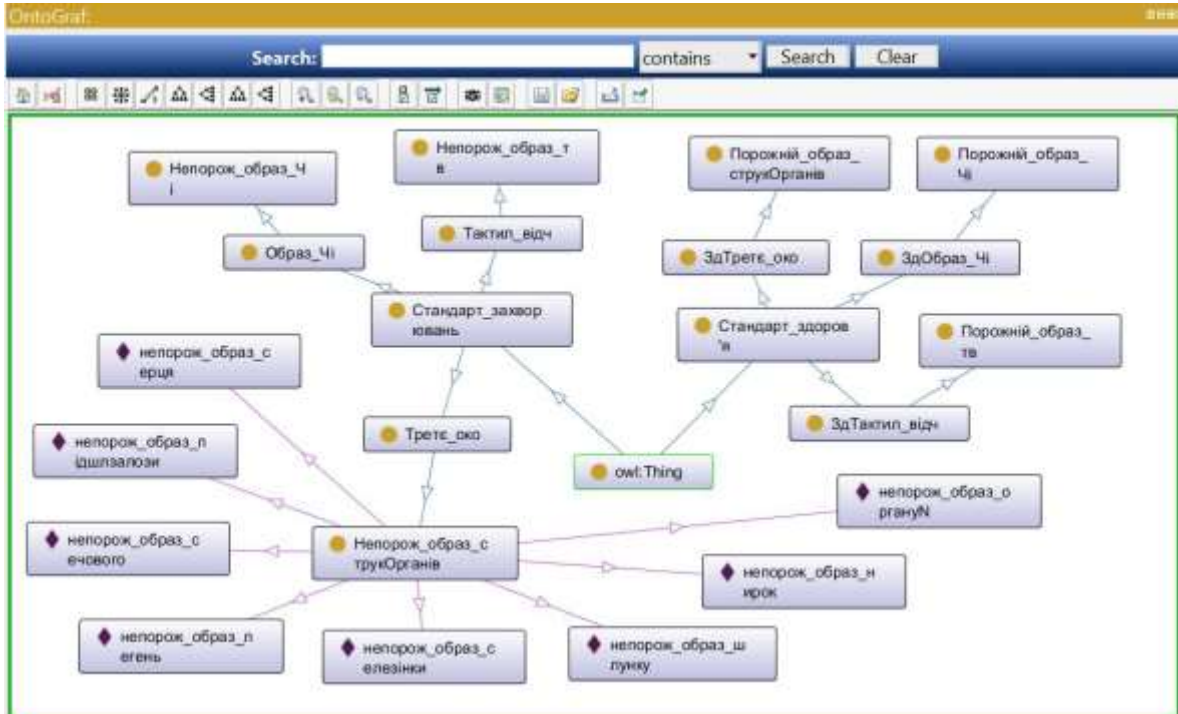 OntoGraf:
Search: contains Search Clear
Непорож_образ_т
в
Порожній_образ_
струкОрганів
Порожній_образ_
Чі
Непорож_образ_Ч
і
Тактил_відч
Образ_Чі
ЗдТретє_око
ЗдОбраз_Чі
Стандарт_захвор
ювань
Стандарт_здоров
'я
Порожній_образ_
тв
непорож_образ_с
ерця
Третє_око
ЗдТактил_відч
непорож_образ_п
ідшлзалози
owl:Thing
непорож_образ_о
ргануN
непорож_образ_с
ечового
Непорож_образ_с
трукОрганів
непорож_образ_н
ирок
непорож_образ_л
егень
непорож_образ_с
елезінки
непорож_образ_ш
лунку